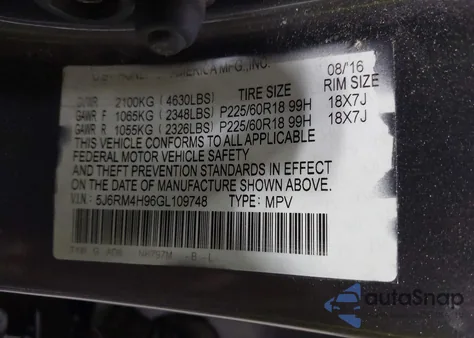 AMERICA MFG.,INC. 08/16
GVWR 2100KG (4630LBS) TIRE SIZE RIM SIZE
GAWR F 1065KG (2348LBS) P225/60R18 99H 18X7J
GAWR R 1055KG (2326LBS) P225/60R18 99H 18X7J
THIS VEHICLE CONFORMS TO ALL APPLICABLE
FEDERAL MOTOR VEHICLE SAFETY
AND THEFT PREVENTION STANDARDS IN EFFECT
ON THE DATE OF MANUFACTURE SHOWN ABOVE.
V.I.N: 5J6RM4H96GL109748 TYPE: MPV
NH797M B L
autoSnap